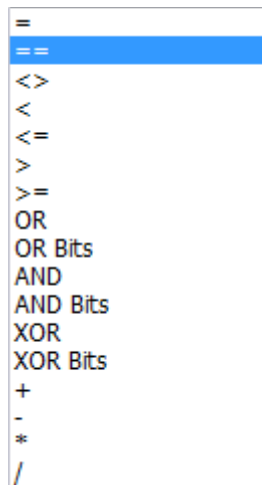 =
==
<>
<
<=
>
>=
OR
OR Bits
AND
AND Bits
XOR
XOR Bits
+
-
*
/